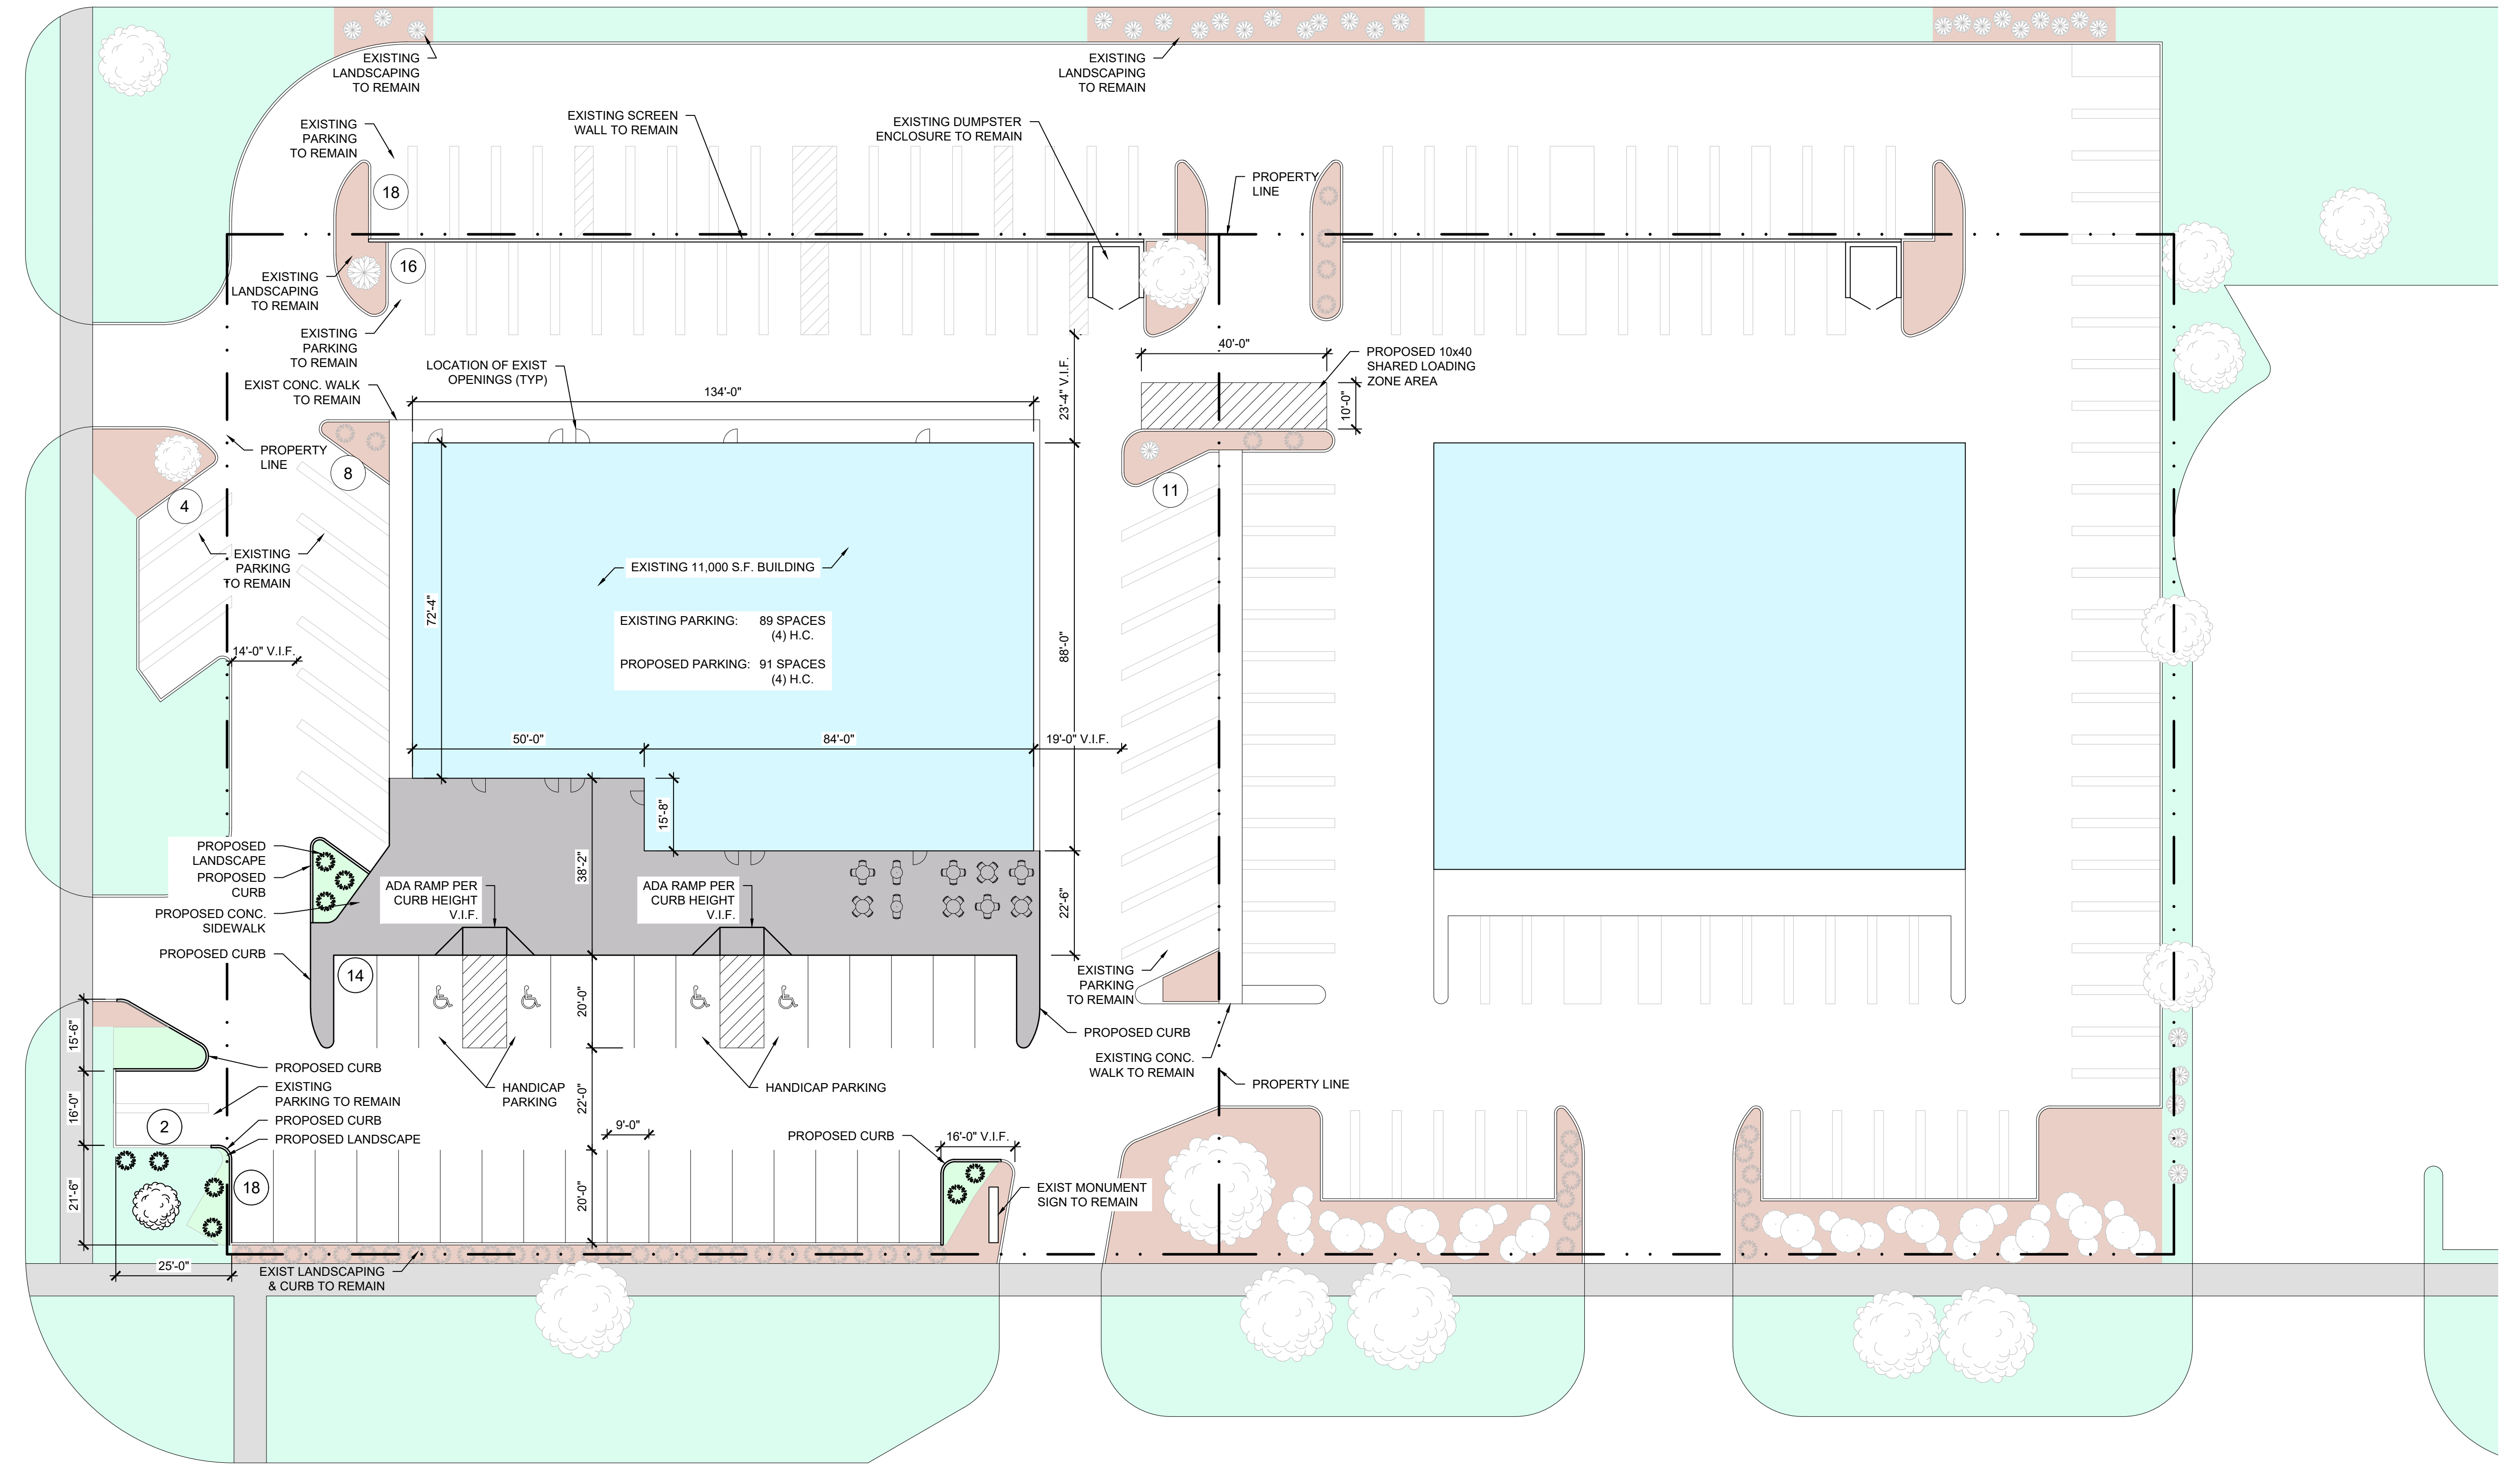 EXISTING
LANDSCAPING
TO REMAIN
EXISTING
LANDSCAPING
TO REMAIN
EXISTING
PARKING
TO REMAIN
EXISTING SCREEN
WALL TO REMAIN
EXISTING DUMPSTER
ENCLOSURE TO REMAIN
18
PROPERTY
LINE
16
EXISTING
LANDSCAPING
TO REMAIN
EXISTING
PARKING
TO REMAIN
LOCATION OF EXIST
OPENINGS (TYP)
EXIST CONC. WALK
TO REMAIN
134'-0"
23'-4" V.I.F.
40'-0"
PROPOSED 10x40
SHARED LOADING
ZONE AREA
10'-0"
PROPERTY
LINE
8
4
11
EXISTING
PARKING
TO REMAIN
EXISTING 11,000 S.F. BUILDING
72'-4"
EXISTING PARKING: 89 SPACES
(4) H.C.
PROPOSED PARKING: 91 SPACES
(4) H.C.
88'-0"
14'-0" V.I.F.
50'-0"
84'-0"
19'-0" V.I.F.
15'-8"
38'-2"
PROPOSED
LANDSCAPE
PROPOSED
CURB
PROPOSED CONC.
SIDEWALK
PROPOSED CURB
ADA RAMP PER
CURB HEIGHT
V.I.F.
ADA RAMP PER
CURB HEIGHT
V.I.F.
22'-6"
14
20'-0"
EXISTING
PARKING
TO REMAIN
PROPOSED CURB
EXISTING CONC.
WALK TO REMAIN
15'-6"
PROPOSED CURB
EXISTING
PARKING TO REMAIN
HANDICAP
PARKING
HANDICAP PARKING
PROPERTY LINE
22'-0"
16'-0"
2
PROPOSED CURB
PROPOSED LANDSCAPE
9'-0"
PROPOSED CURB
16'-0" V.I.F.
21'-6"
18
20'-0"
EXIST MONUMENT
SIGN TO REMAIN
25'-0"
EXIST LANDSCAPING
& CURB TO REMAIN